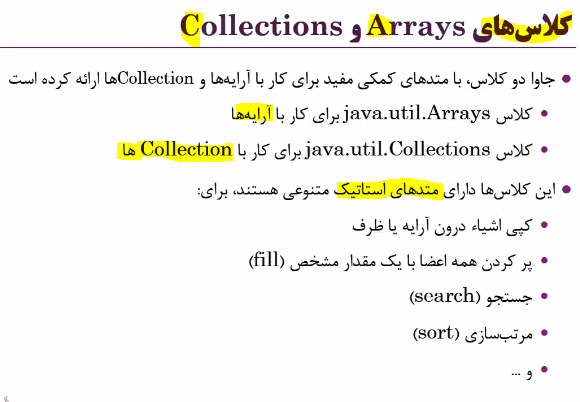 کلاس‌های Arrays و Collections
جاوا دو کلاس، با متدهای کمکی مفید برای کار با آرایه‌ها و Collectionها ارائه کرده است
کلاس java.util.Arrays برای کار با آرایه‌ها
کلاس java.util.Collections برای کار با Collection ها
این کلاس‌ها دارای متدهای استاتیک متنوعی هستند، برای:
کپی اشیاء درون آرایه یا ظرف
پر کردن همه اعضا با یک مقدار مشخص (fill)
جستجو (search)
مرتب‌سازی (sort)
و ...